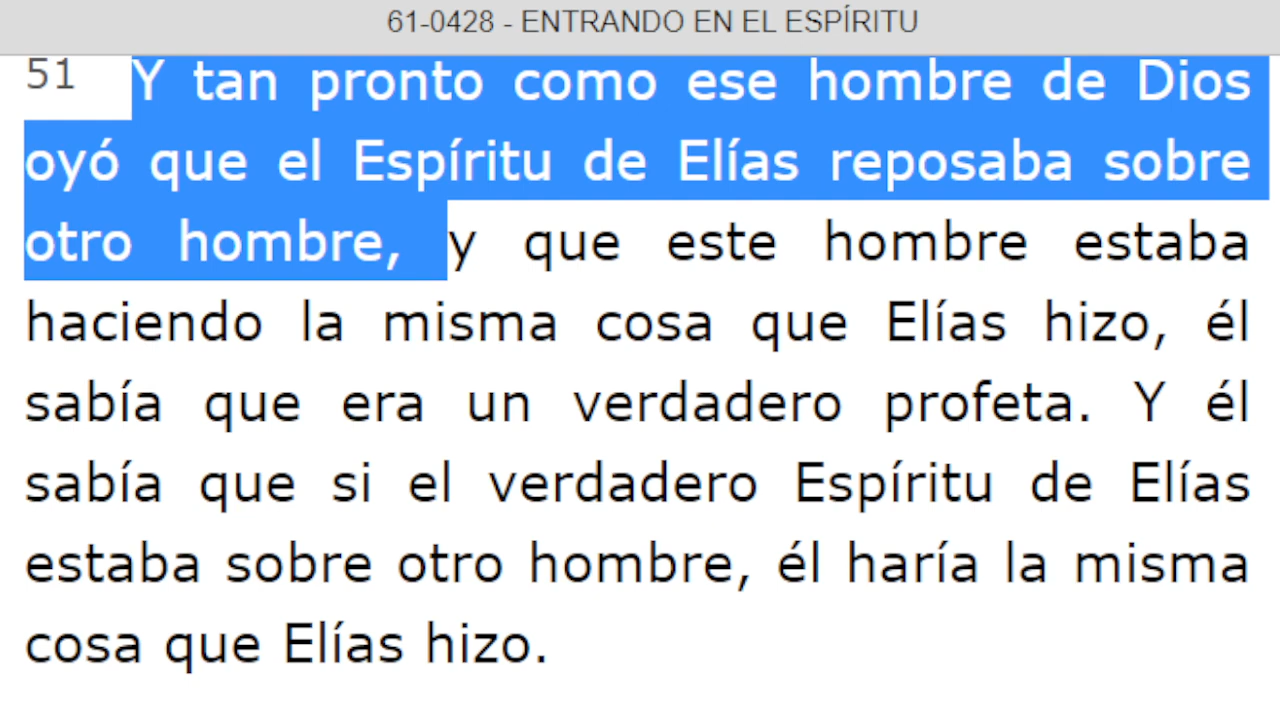 61-0428 - ENTRANDO EN EL ESPÍRITU
51 Y tan pronto como ese hombre de Dios
oyó que el Espíritu de Elías reposaba sobre
otro hombre, y que este hombre estaba
haciendo la misma cosa que Elías hizo, él
sabía que era un verdadero profeta. Y él
sabía que si el verdadero Espíritu de Elías
estaba sobre otro hombre, él haría la misma
cosa que Elías hizo.